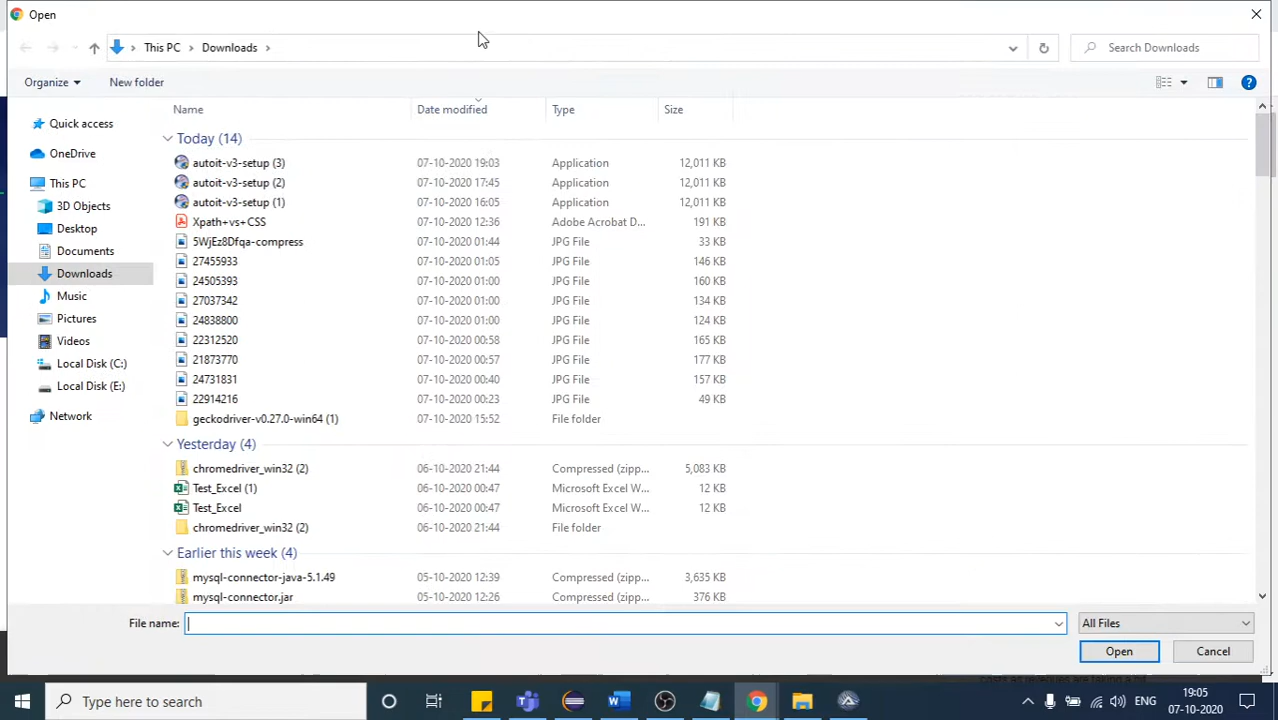 Open
This PC > Downloads >
Search Downloads
Organize
New folder
Name
Date modified
Type
Size
Quick access
OneDrive
This PC
3D Objects
Desktop
Documents
Downloads
Music
Pictures
Videos
Local Disk (C:)
Local Disk (E:)
Network
Today (14)
autoit-v3-setup (3) 07-10-2020 19:03 Application 12,011 KB
autoit-v3-setup (2) 07-10-2020 17:45 Application 12,011 KB
autoit-v3-setup (1) 07-10-2020 16:05 Application 12,011 KB
Xpath+vs+CSS 07-10-2020 12:36 Adobe Acrobat D... 191 KB
5WjEz8Dfqa-compress 07-10-2020 01:44 JPG File 33 KB
27455933 07-10-2020 01:05 JPG File 146 KB
24505393 07-10-2020 01:00 JPG File 160 KB
27037342 07-10-2020 01:00 JPG File 134 KB
24838800 07-10-2020 01:00 JPG File 124 KB
22312520 07-10-2020 00:58 JPG File 165 KB
21873770 07-10-2020 00:57 JPG File 177 KB
24731831 07-10-2020 00:40 JPG File 157 KB
22914216 07-10-2020 00:23 JPG File 49 KB
geckodriver-v0.27.0-win64 (1) 07-10-2020 15:52 File folder
Yesterday (4)
chromedriver_win32 (2) 06-10-2020 21:44 Compressed (zipp... 5,083 KB
Test_Excel (1) 06-10-2020 00:47 Microsoft Excel W... 12 KB
Test_Excel 06-10-2020 00:47 Microsoft Excel W... 12 KB
chromedriver_win32 (2) 06-10-2020 21:44 File folder
Earlier this week (4)
mysql-connector-java-5.1.49 05-10-2020 12:39 Compressed (zipp... 3,635 KB
mysql-connector.jar 05-10-2020 12:26 Compressed (zipp... 376 KB
File name:
All Files
Open
Cancel
Type here to search
ENG
19:05
07-10-2020